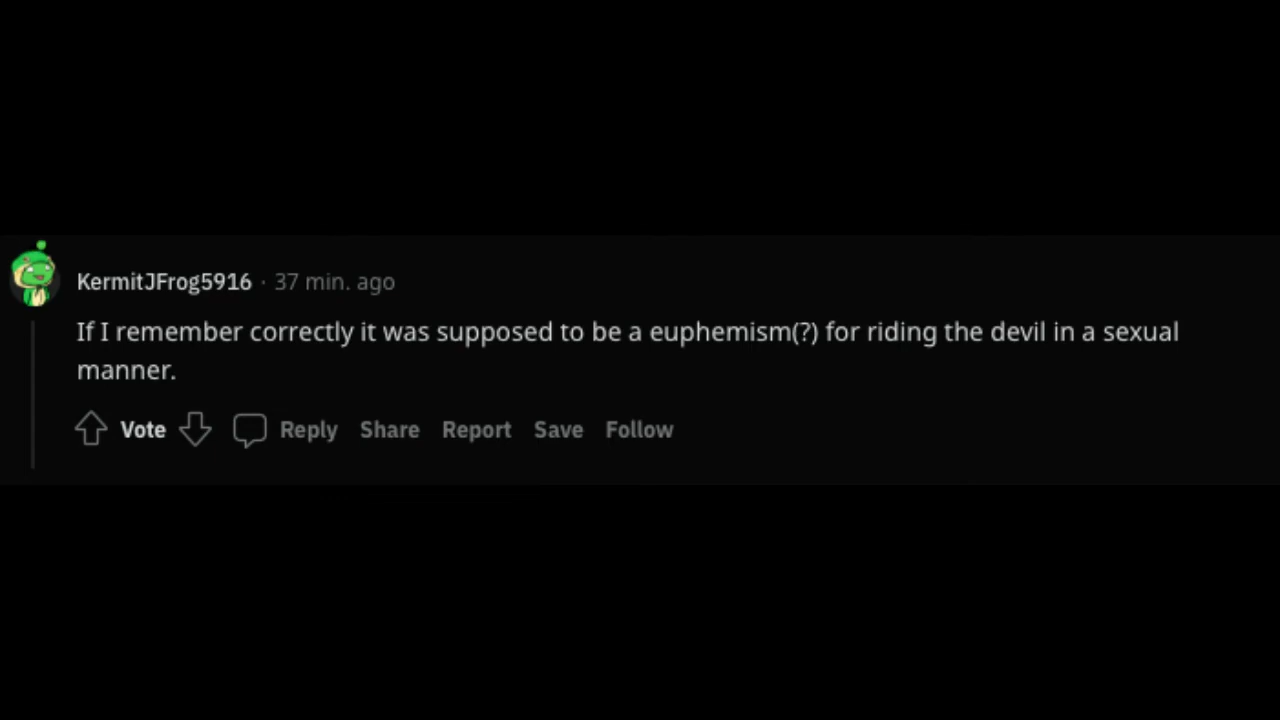 KermitJFrog5916 · 37 min. ago
If I remember correctly it was supposed to be a euphemism(?) for riding the devil in a sexual
manner.
Vote Reply Share Report Save Follow